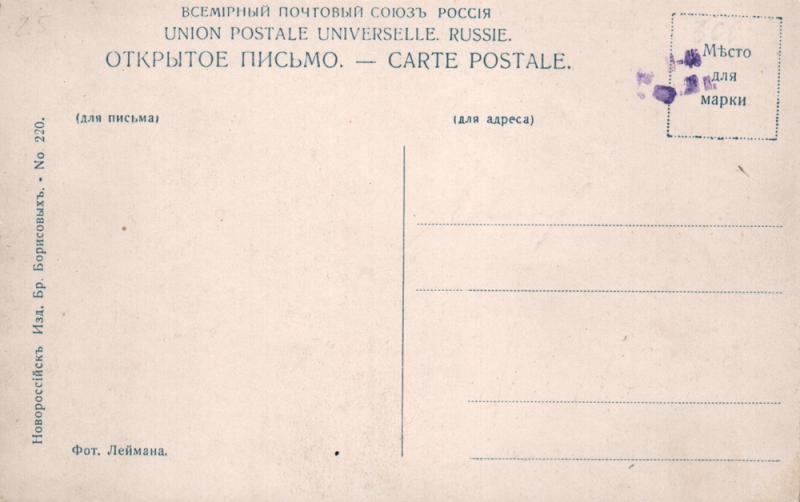 25
ВСЕМІРНЫЙ ПОЧТОВЫЙ СОЮЗЪ РОССІЯ
UNION POSTALE UNIVERSELLE. RUSSIE.
ОТКРЫТОЕ ПИСЬМО. — CARTE POSTALE.
Мѣсто
для
марки
(для письма)
(для адреса)
Новороссійскъ Изд. Бр. Борисовыхъ. - No 220.
Фот. Леймана.